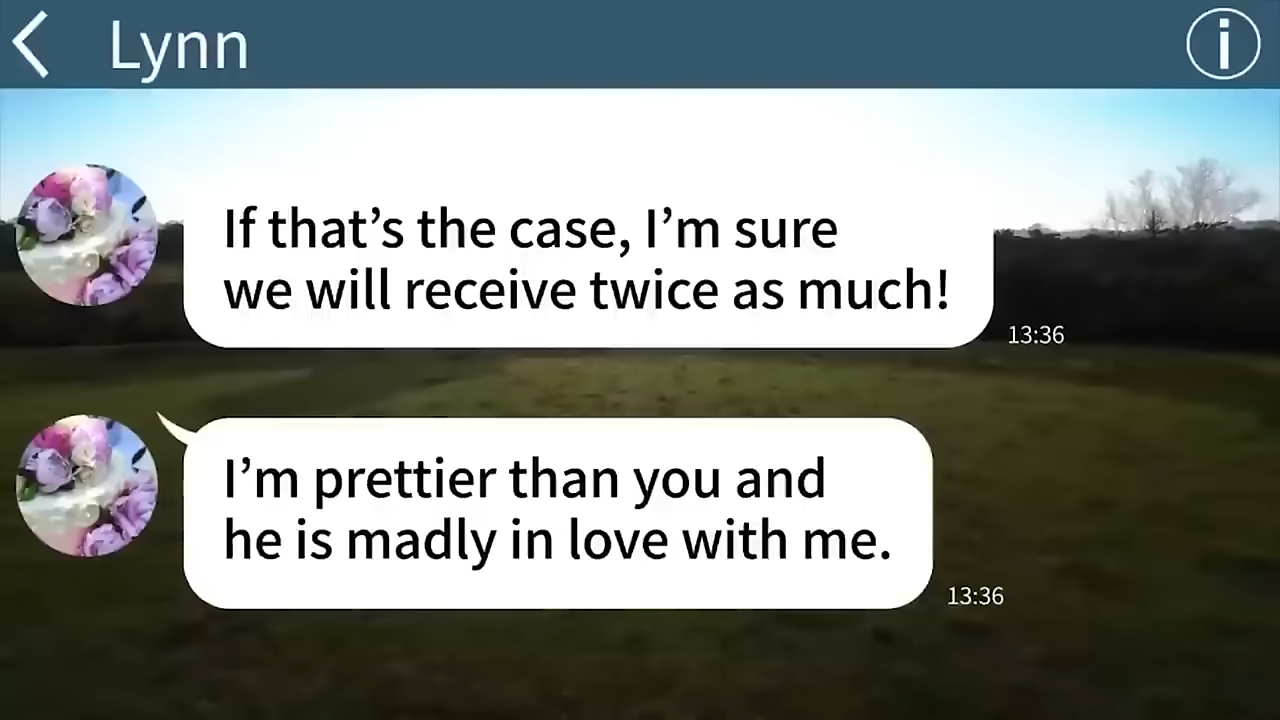 Lynn
If that’s the case, I’m sure
we will receive twice as much!
13:36
I’m prettier than you and
he is madly in love with me.
13:36